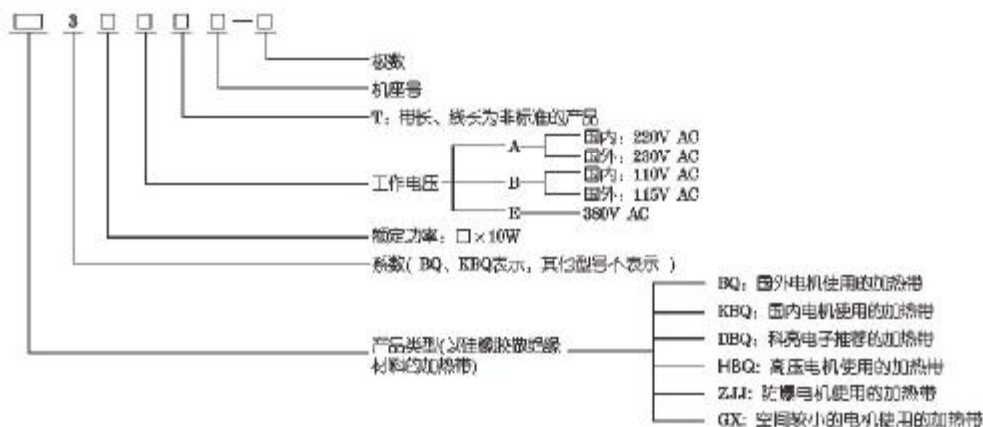 □ 3 □ □ □ □—□
极数
机座号
T：用长、线长为非标准的产品
国内：220V AC
A
国外：230V AC
工作电压
国内：110V AC
B
国外：115V AC
E
380V AC
额定功率：□×10W
系数( BQ、KBQ表示，其他型号不表示 )
BQ：国外电机使用的加热带
KBQ：国内电机使用的加热带
产品类型(以硅橡胶做绝缘
材料的加热带)
DBQ：科亮电子推荐的加热带
HBQ：高压电机使用的加热带
ZJJ：防爆电机使用的加热带
GX：空间较小的电机使用的加热带